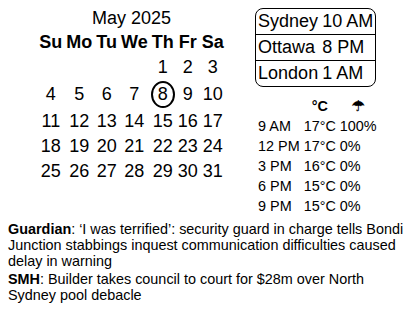 May 2025
Su Mo Tu We Th Fr Sa
1 2 3
4 5 6 7 8 9 10
11 12 13 14 15 16 17
18 19 20 21 22 23 24
25 26 27 28 29 30 31
Sydney 10 AM
Ottawa 8 PM
London 1 AM
°C ☂
9 AM 17°C 100%
12 PM 17°C 0%
3 PM 16°C 0%
6 PM 15°C 0%
9 PM 15°C 0%
Guardian: ‘I was terrified’: security guard in charge tells Bondi
Junction stabbings inquest communication difficulties caused
delay in warning
SMH: Builder takes council to court for $28m over North
Sydney pool debacle